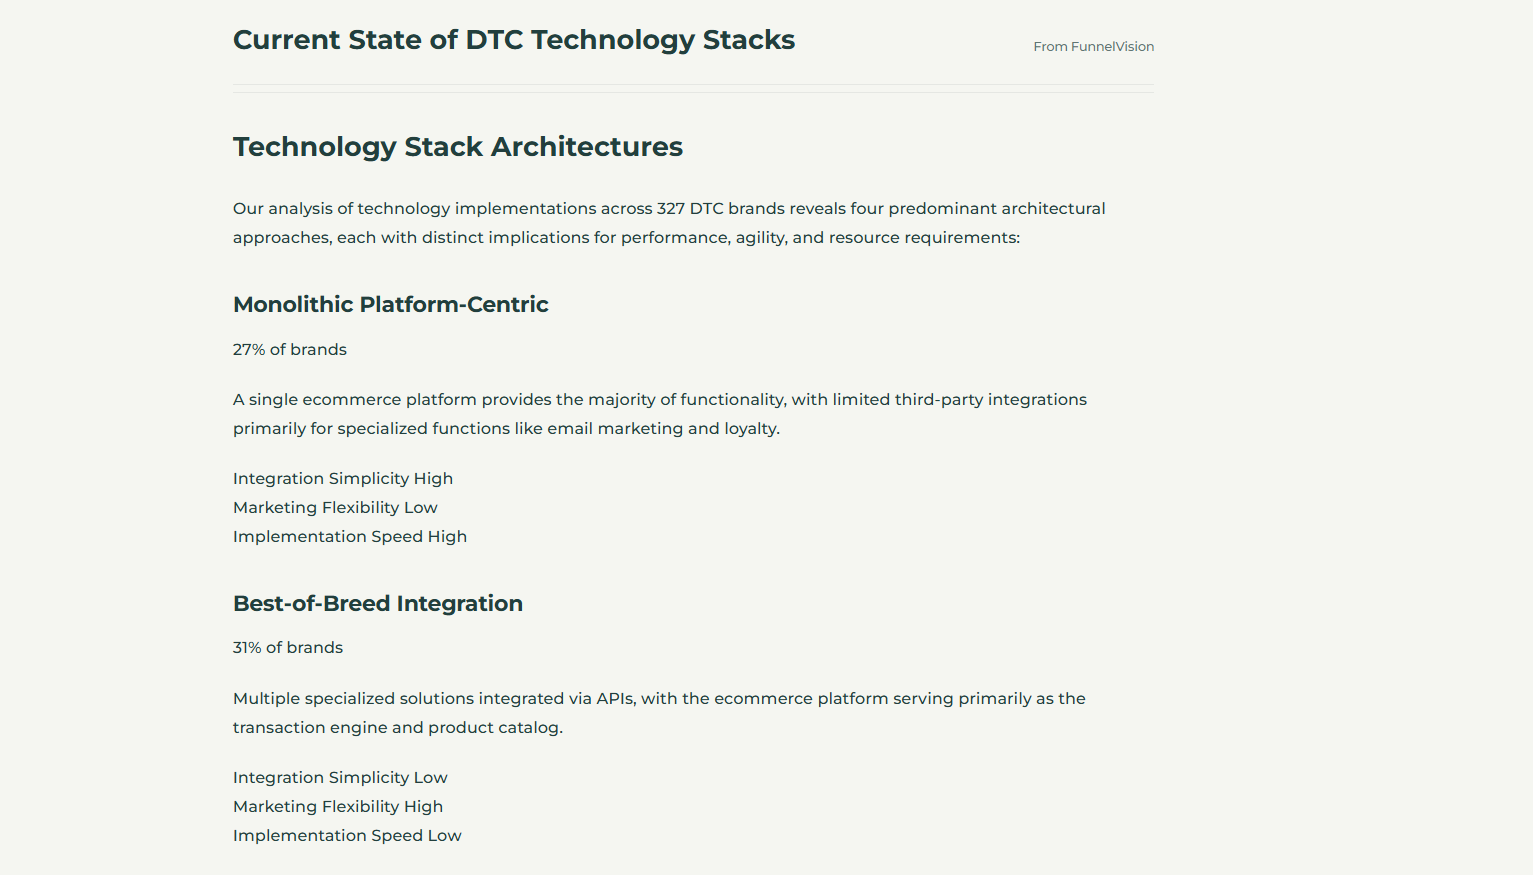 Current State of DTC Technology Stacks
From FunnelVision
Technology Stack Architectures
Our analysis of technology implementations across 327 DTC brands reveals four predominant architectural
approaches, each with distinct implications for performance, agility, and resource requirements:
Monolithic Platform-Centric
27% of brands
A single ecommerce platform provides the majority of functionality, with limited third-party integrations
primarily for specialized functions like email marketing and loyalty.
Integration Simplicity High
Marketing Flexibility Low
Implementation Speed High
Best-of-Breed Integration
31% of brands
Multiple specialized solutions integrated via APIs, with the ecommerce platform serving primarily as the
transaction engine and product catalog.
Integration Simplicity Low
Marketing Flexibility High
Implementation Speed Low